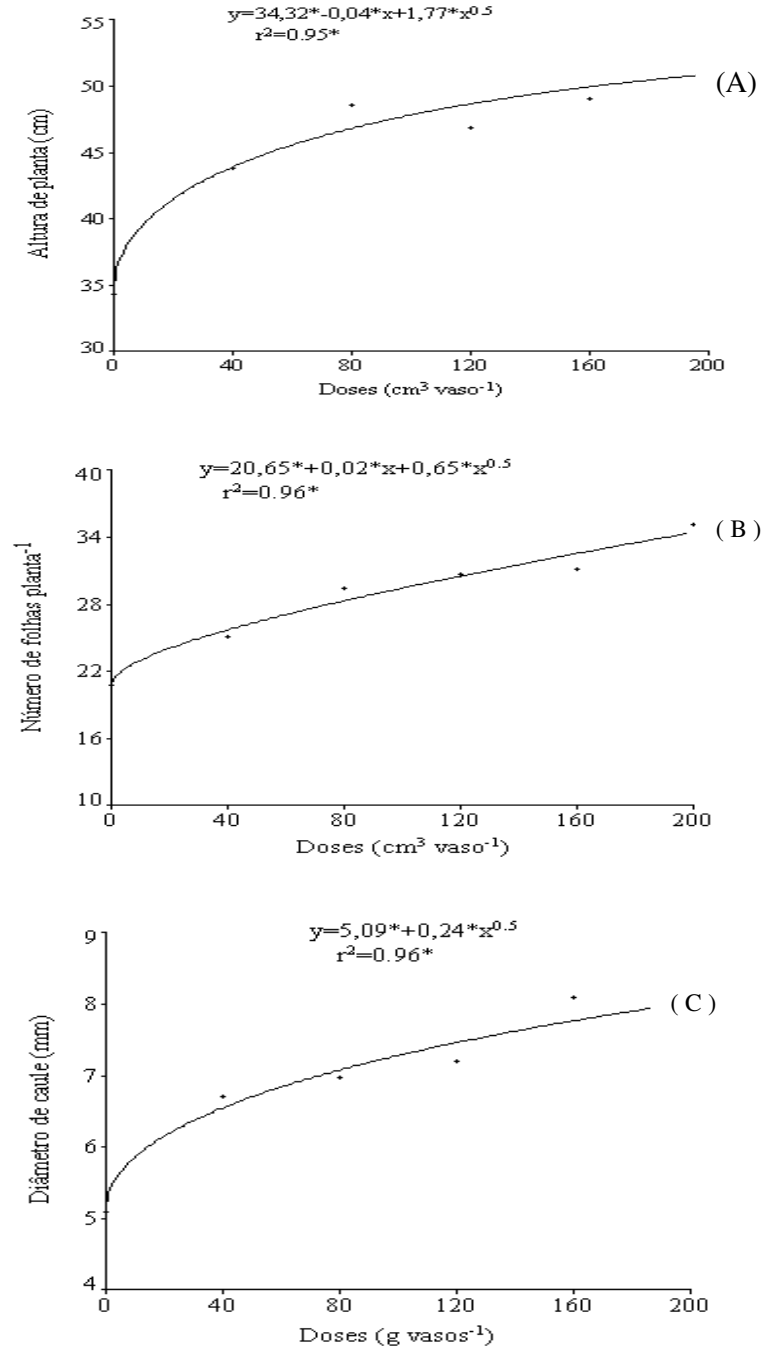 y=34,32*-0,04*x+1,77*x^0.5
r²=0.95*
(A)
Altura de planta (cm)
55
50
45
40
35
30
0 40 80 120 160 200
Doses (cm³ vaso⁻¹)
y=20,65*+0,02*x+0,65*x^0.5
r²=0.96*
( B )
Número de folhas planta⁻¹
40
34
28
22
16
10
0 40 80 120 160 200
Doses (cm³ vaso⁻¹)
y=5,09*+0,24*x^0.5
r²=0.96*
( C )
Diâmetro de caule (mm)
9
8
7
6
5
4
0 40 80 120 160 200
Doses (g vasos⁻¹)